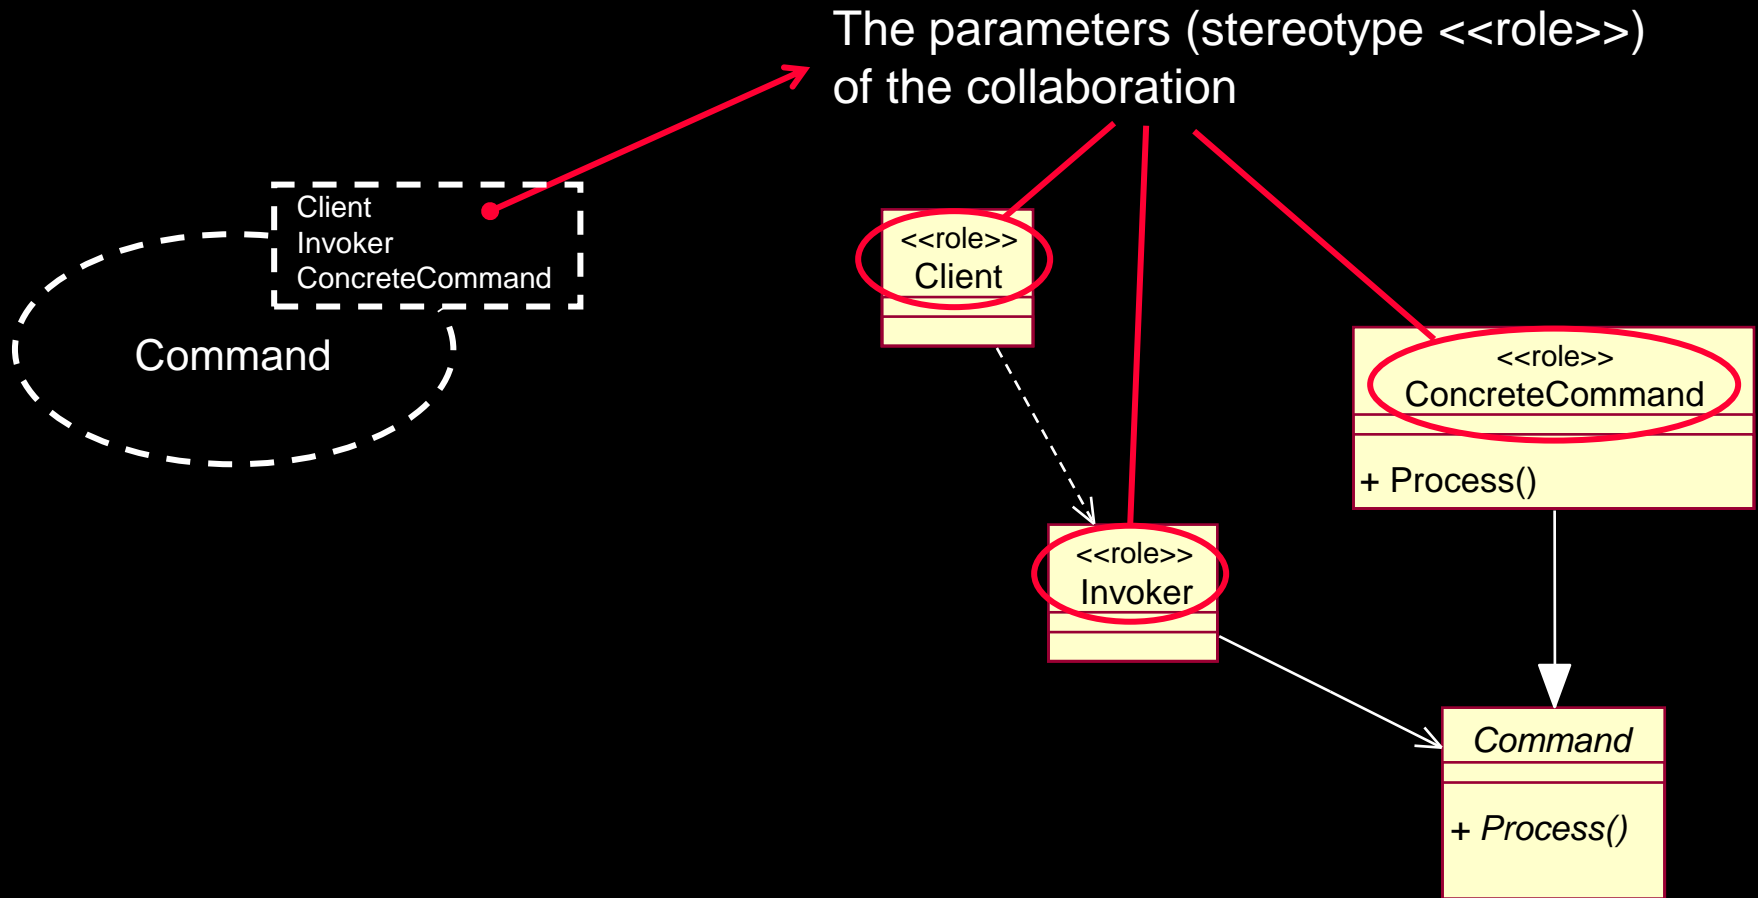 The parameters (stereotype <<role>>)
of the collaboration
Client
Invoker
ConcreteCommand
Command
<<role>>
Client
<<role>>
ConcreteCommand
+ Process()
<<role>>
Invoker
Command
+ Process()